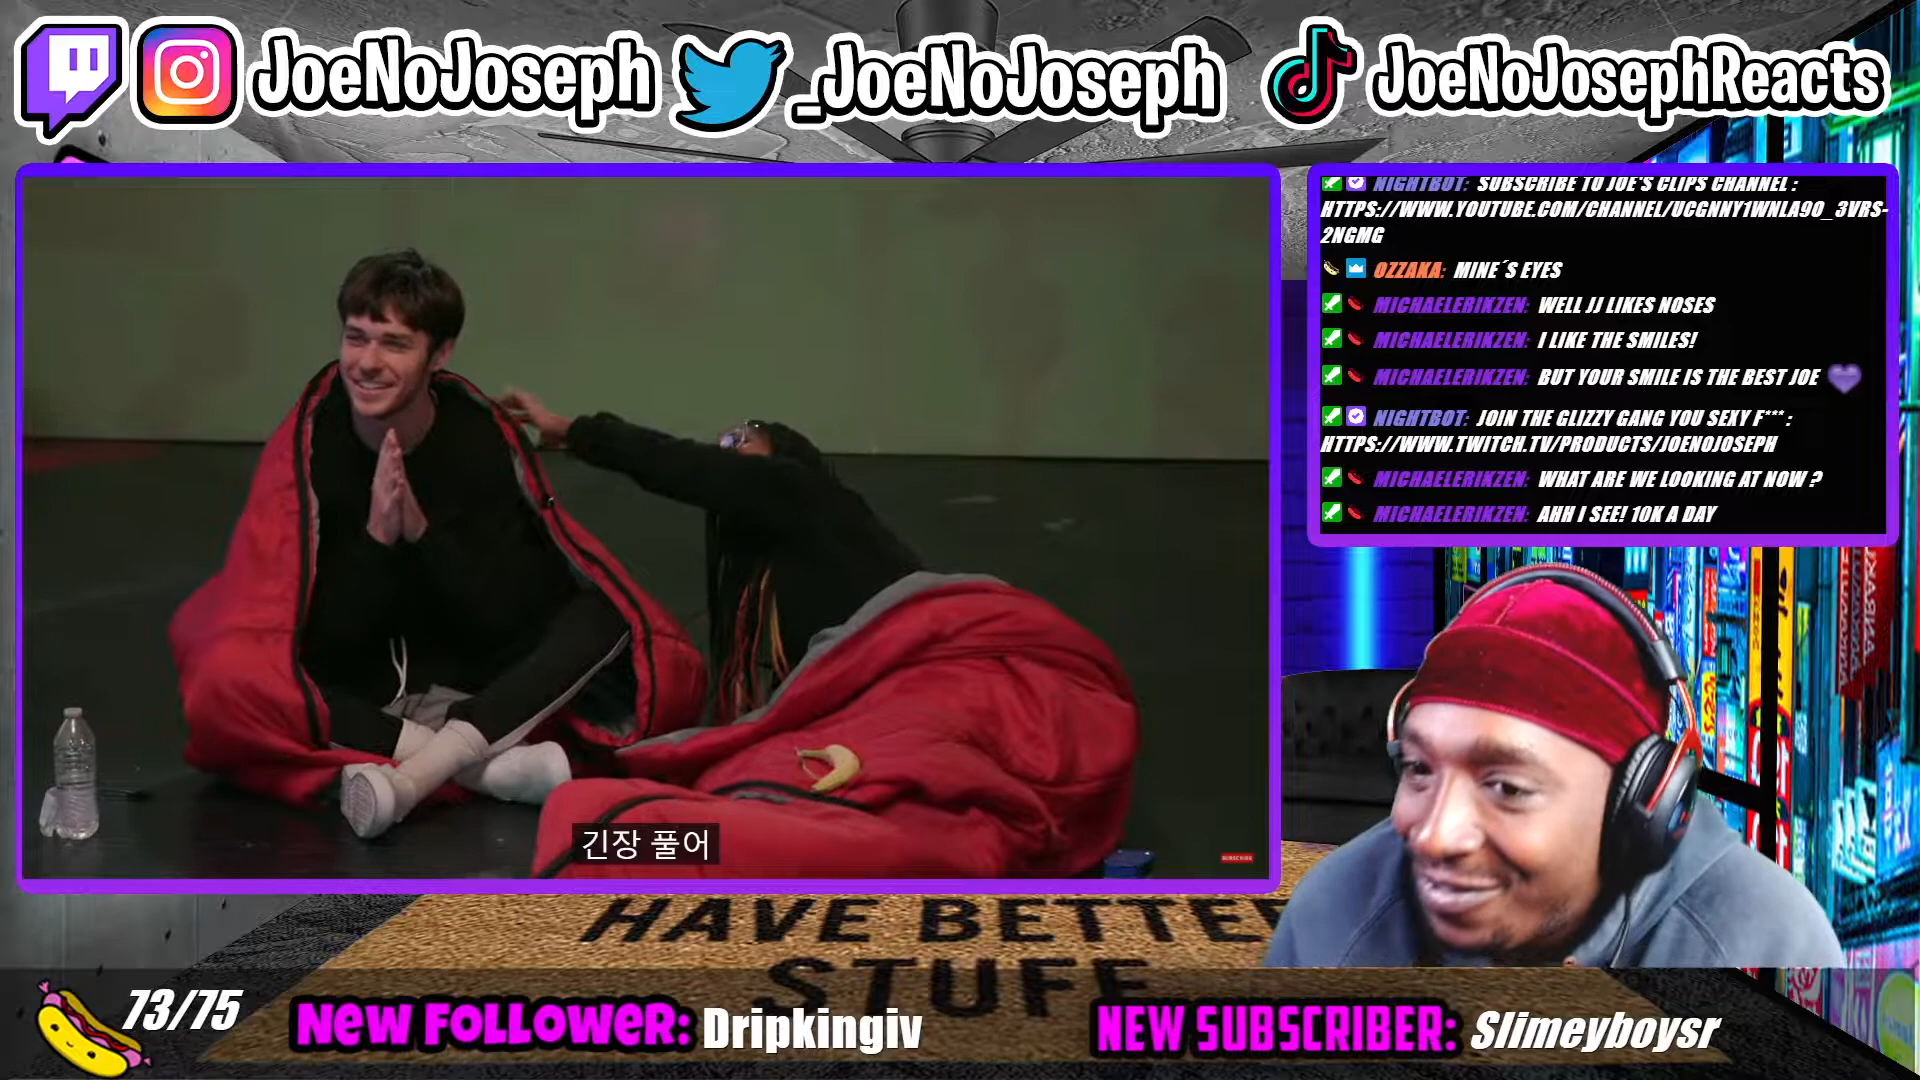 JoeNoJoseph
_JoeNoJoseph
JoeNoJosephReacts
NIGHTBOT: SUBSCRIBE TO JOE'S CLIPS CHANNEL :
HTTPS://WWW.YOUTUBE.COM/CHANNEL/UCGNNY1WNLA9O_3VRS-
2NGMG
OZZAKA: MINE´S EYES
MICHAELERIKZEN: WELL JJ LIKES NOSES
MICHAELERIKZEN: I LIKE THE SMILES!
MICHAELERIKZEN: BUT YOUR SMILE IS THE BEST JOE
NIGHTBOT: JOIN THE GLIZZY GANG YOU SEXY F*** :
HTTPS://WWW.TWITCH.TV/PRODUCTS/JOENOJOSEPH
MICHAELERIKZEN: WHAT ARE WE LOOKING AT NOW ?
MICHAELERIKZEN: AHH I SEE! 10K A DAY
긴장 풀어
SUBSCRIBE
HAVE BETTE
STUFF
73/75
NEW FOLLOWER: Dripkingiv
NEW SUBSCRIBER: Slimeyboysr